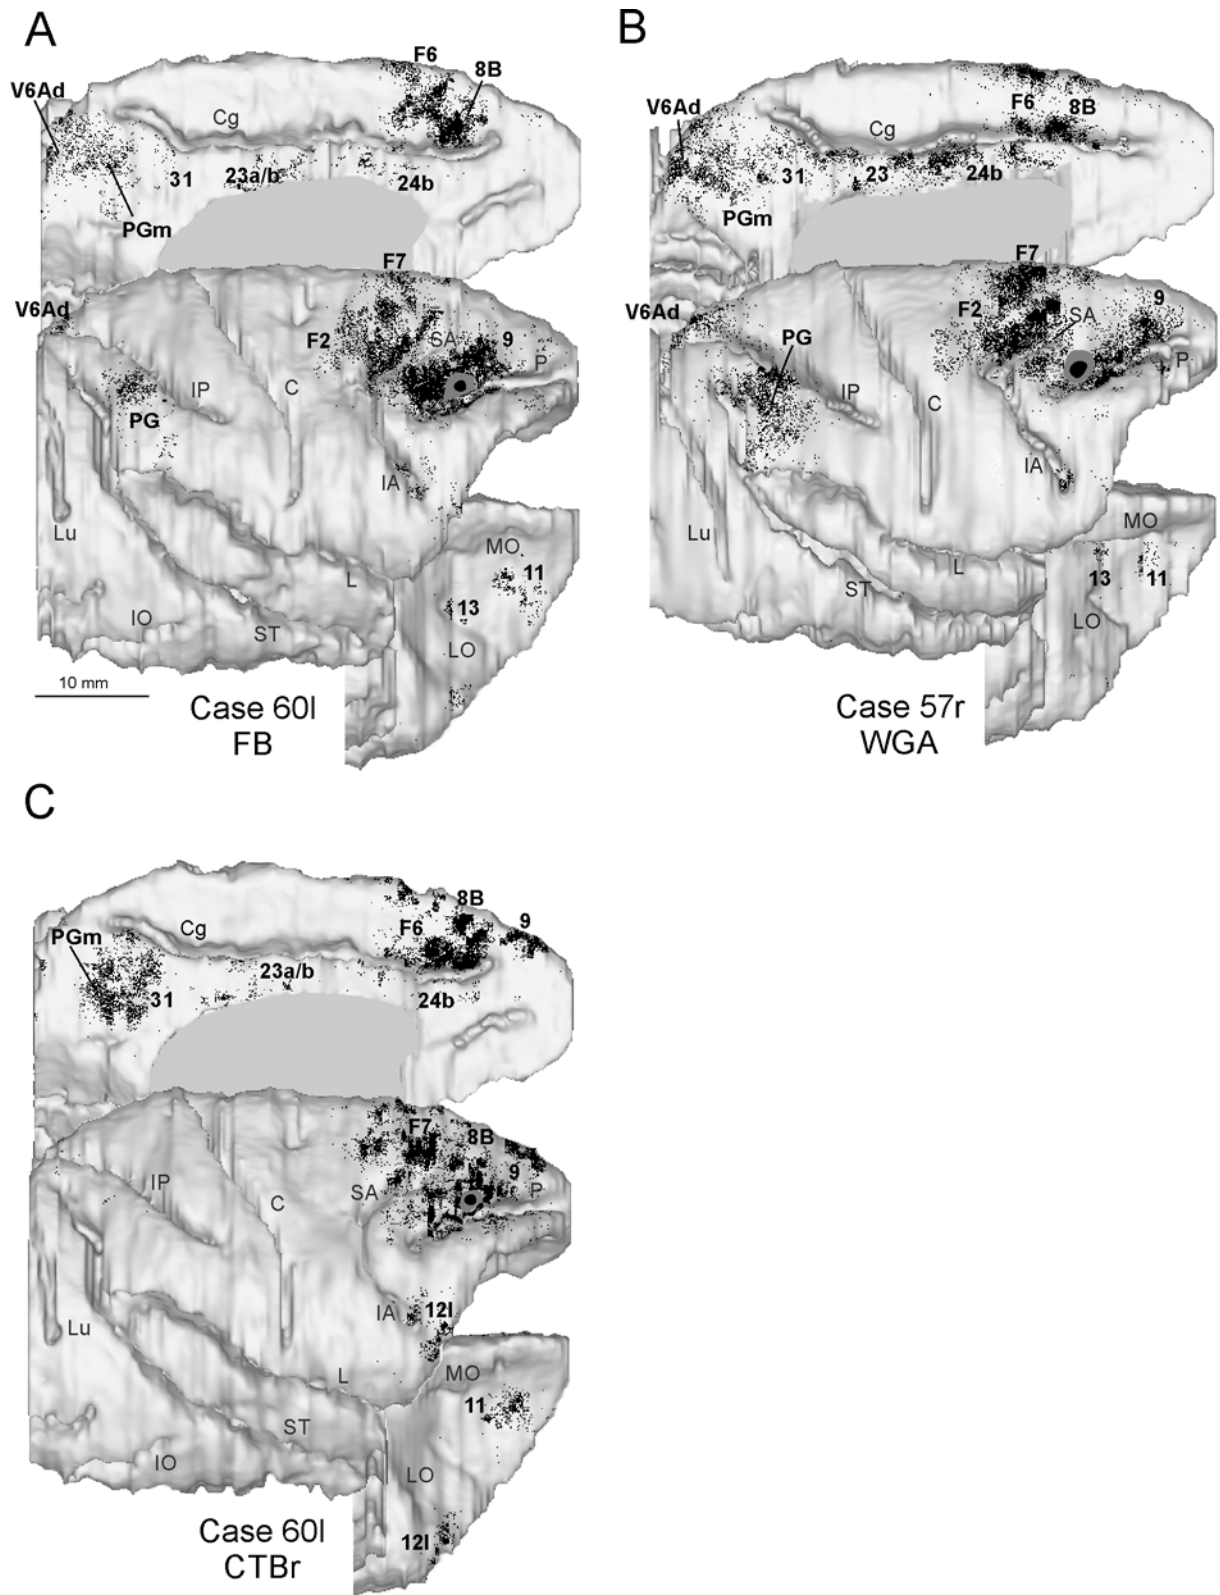 A
F6
8B
V6Ad
Cg
31
23a/b
24b
PGm
F7
V6Ad
F2
SA
9
P
IP
C
PG
IA
Lu
MO
11
L
13
IO
ST
LO
10 mm
Case 60l
FB
B
V6Ad
F6
8B
Cg
31
23
24b
PGm
F7
V6Ad
9
F2
SA
PG
P
IP
C
IA
Lu
MO
L
13
11
ST
LO
Case 57r
WGA
C
8B
9
PGm
Cg
F6
23a/b
31
24b
F7
8B
9
IP
SA
P
C
IA
12l
Lu
L
MO
11
ST
IO
LO
12l
Case 60l
CTBr